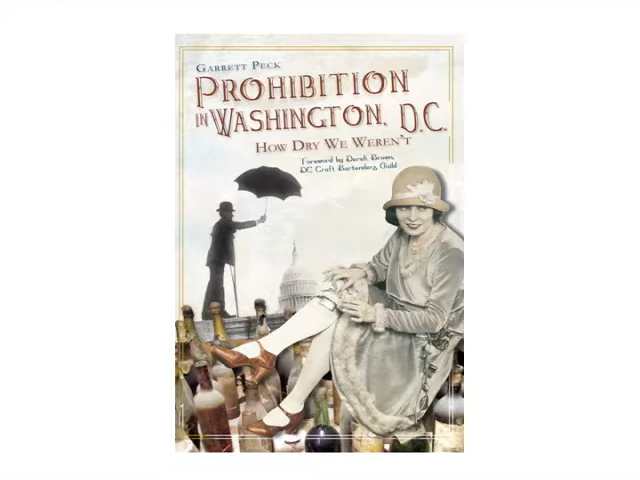 GARRETT PECK
PROHIBITION
IN WASHINGTON, D.C.
HOW DRY WE WEREN'T
Foreword by Derek Brown,
DC Craft Bartenders Guild